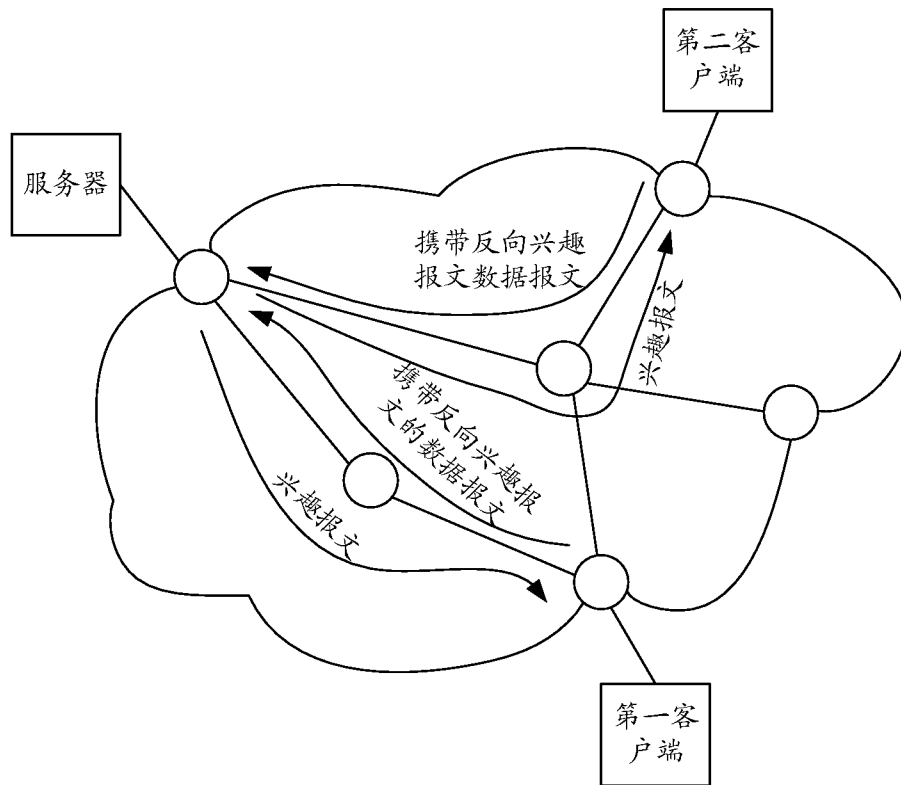 第二客
户端
服务器
携带反向兴趣
报文数据报文
兴趣报文
携带反向兴趣报
文的数据报文
兴趣报文
第一客
户端